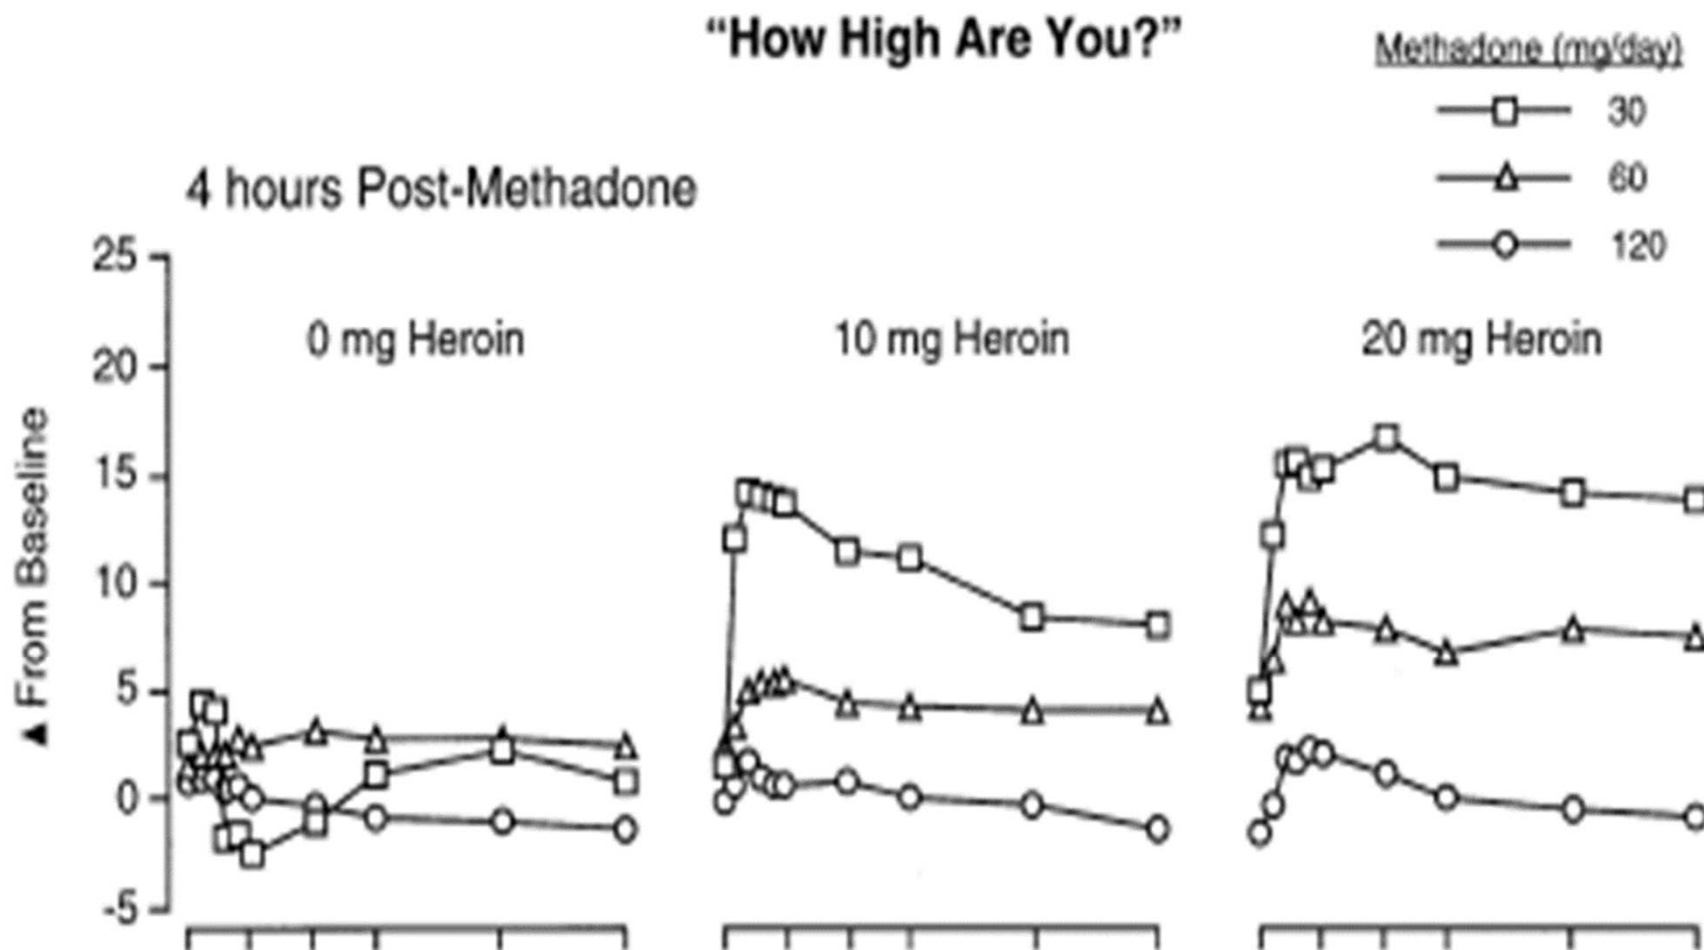 “How High Are You?”
Methadone (mg/day)
30
60
120
4 hours Post-Methadone
25
20
15
10
5
0
-5
▲ From Baseline
0 mg Heroin
10 mg Heroin
20 mg Heroin